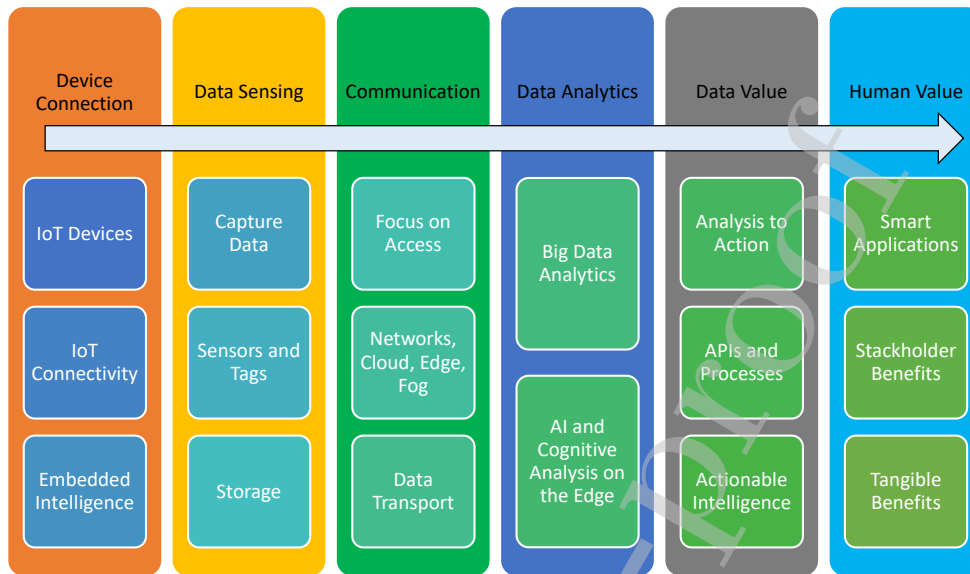 Device
Connection
Data Sensing
Communication
Data Analytics
Data Value
Human Value
IoT Devices
Capture
Data
Focus on
Access
Big Data
Analytics
Analysis to
Action
Smart
Applications
IoT
Connectivity
Sensors and
Tags
Networks,
Cloud, Edge,
Fog
APIs and
Processes
Stackholder
Benefits
Embedded
Intelligence
Storage
Data
Transport
AI and
Cognitive
Analysis on
the Edge
Actionable
Intelligence
Tangible
Benefits
-proof